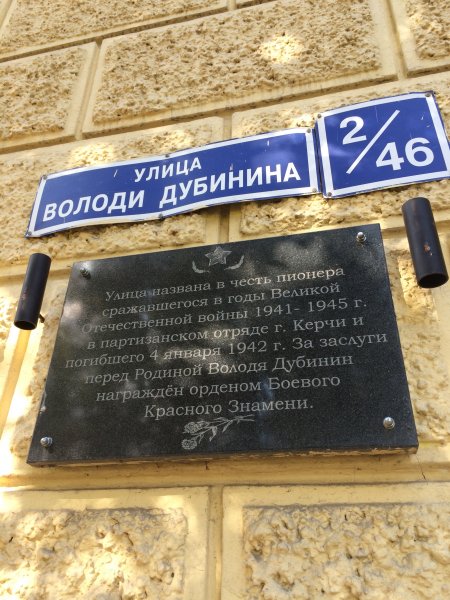 УЛИЦА
ВОЛОДИ ДУБИНИНА
2/46
Улица названа в честь пионера
сражавшегося в годы Великой
Отечественной войны 1941- 1945 г.
в партизанском отряде г. Керчи и
погибшего 4 января 1942 г. За заслуги
перед Родиной Володя Дубинин
награждён орденом Боевого
Красного Знамени.